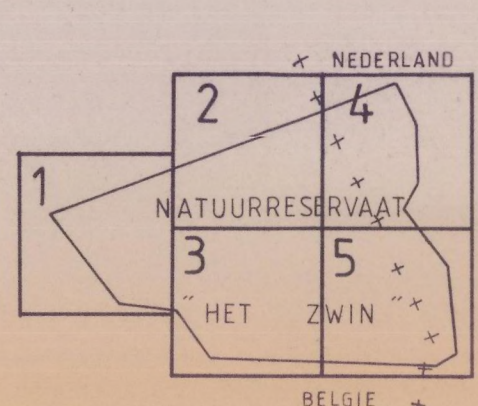 NEDERLAND
2 4
1
NATUURRESERVAAT
3 5
" HET ZWIN "
BELGIE